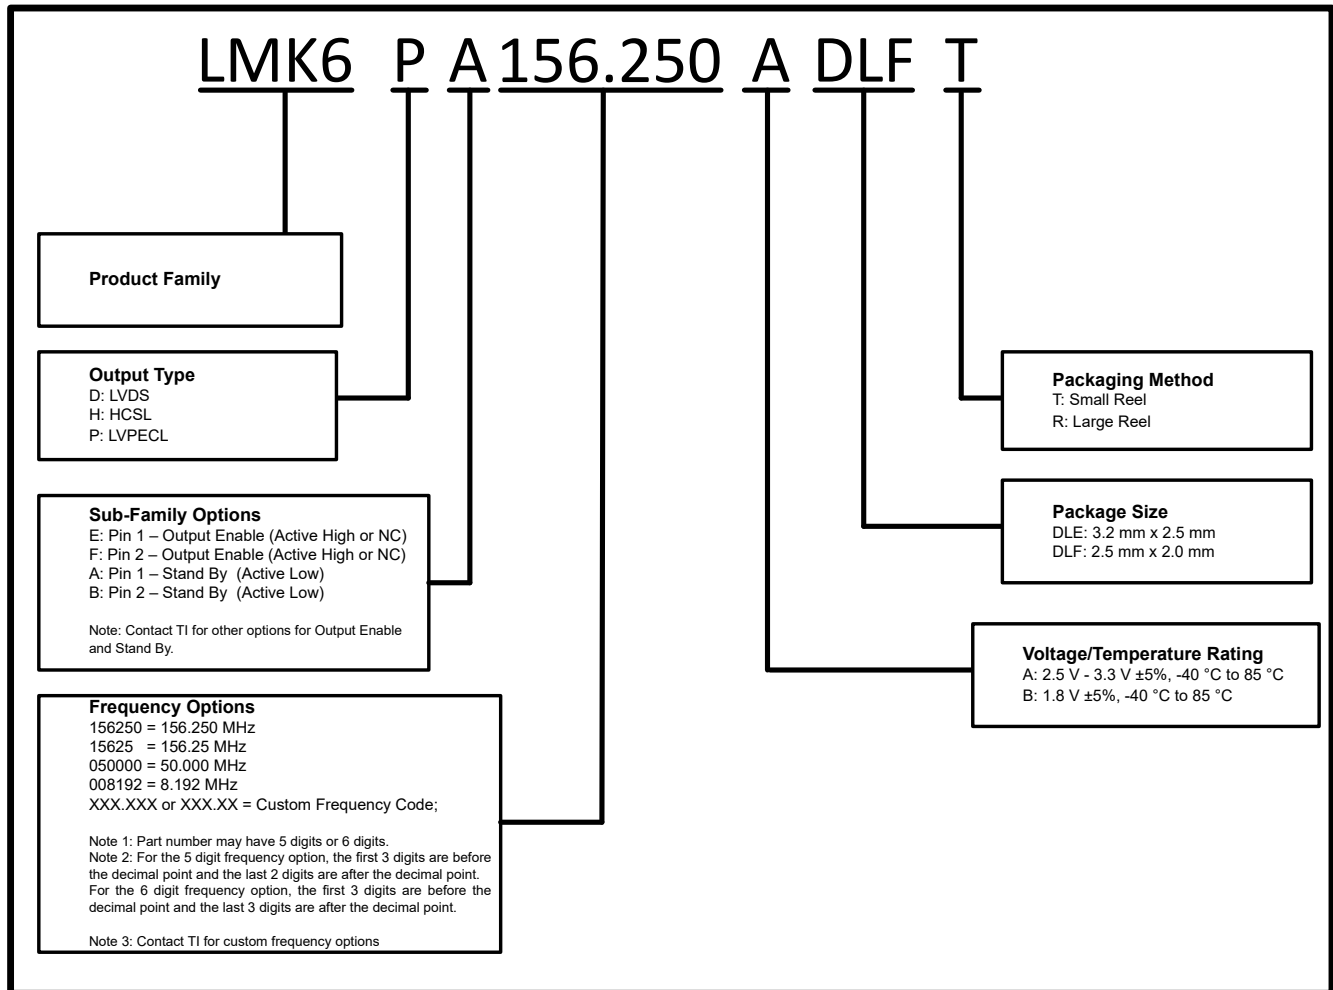 LMK6 P A 156.250 A DLF T
Product Family
Output Type
D: LVDS
H: HCSL
P: LVPECL
Sub-Family Options
E: Pin 1 – Output Enable (Active High or NC)
F: Pin 2 – Output Enable (Active High or NC)
A: Pin 1 – Stand By (Active Low)
B: Pin 2 – Stand By (Active Low)
Note: Contact TI for other options for Output Enable
and Stand By.
Frequency Options
156250 = 156.250 MHz
15625 = 156.25 MHz
050000 = 50.000 MHz
008192 = 8.192 MHz
XXX.XXX or XXX.XX = Custom Frequency Code;
Note 1: Part number may have 5 digits or 6 digits.
Note 2: For the 5 digit frequency option, the first 3 digits are before
the decimal point and the last 2 digits are after the decimal point.
For the 6 digit frequency option, the first 3 digits are before the
decimal point and the last 3 digits are after the decimal point.
Note 3: Contact TI for custom frequency options
Packaging Method
T: Small Reel
R: Large Reel
Package Size
DLE: 3.2 mm x 2.5 mm
DLF: 2.5 mm x 2.0 mm
Voltage/Temperature Rating
A: 2.5 V - 3.3 V ±5%, -40 °C to 85 °C
B: 1.8 V ±5%, -40 °C to 85 °C